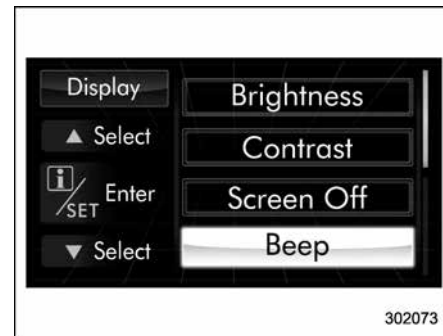 Display
▲ Select
i/SET Enter
▼ Select
Brightness
Contrast
Screen Off
Beep
302073